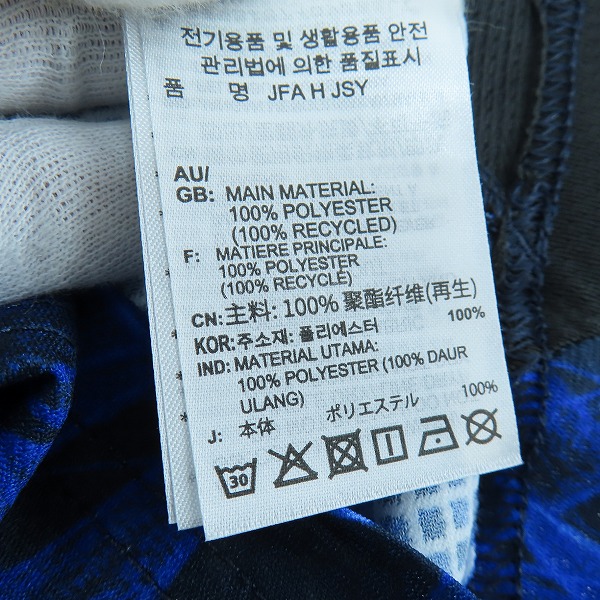 전기용품 및 생활용품 안전
관리법에 의한 품질표시
품 명 JFA H JSY
AU/
GB: MAIN MATERIAL:
100% POLYESTER
(100% RECYCLED)
F: MATIERE PRINCIPALE:
100% POLYESTER
(100% RECYCLÉ)
CN: 主料: 100% 聚酯纤维(再生)
KOR: 주소재: 폴리에스터 100%
IND: MATERIAL UTAMA:
100% POLYESTER (100% DAUR
ULANG)
J: 本体 ポリエステル 100%
30